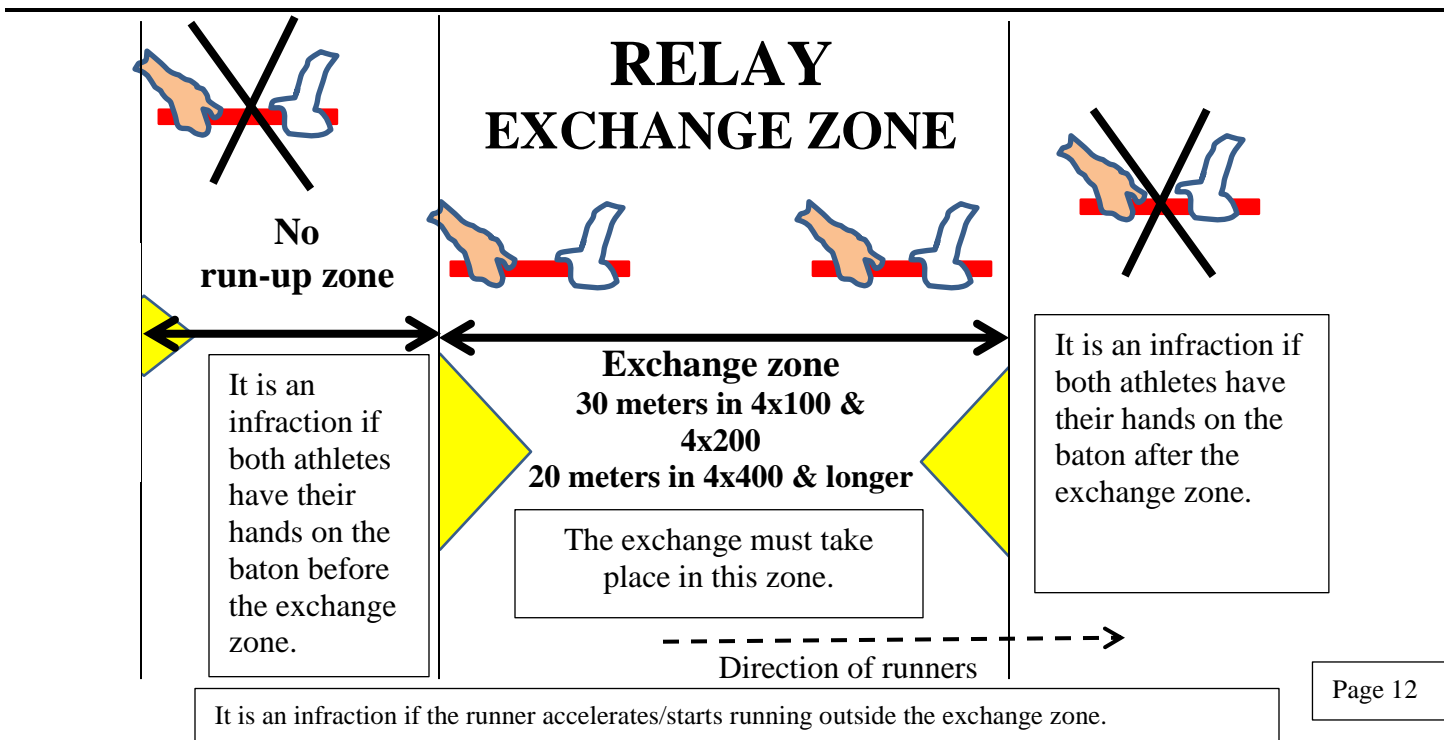 RELAY
EXCHANGE ZONE
No
run-up zone
It is an
infraction if
both athletes
have their
hands on the
baton before
the exchange
zone.
Exchange zone
30 meters in 4x100 &
4x200
20 meters in 4x400 & longer
The exchange must take
place in this zone.
It is an infraction if
both athletes have
their hands on the
baton after the
exchange zone.
Direction of runners
It is an infraction if the runner accelerates/starts running outside the exchange zone.
Page 12